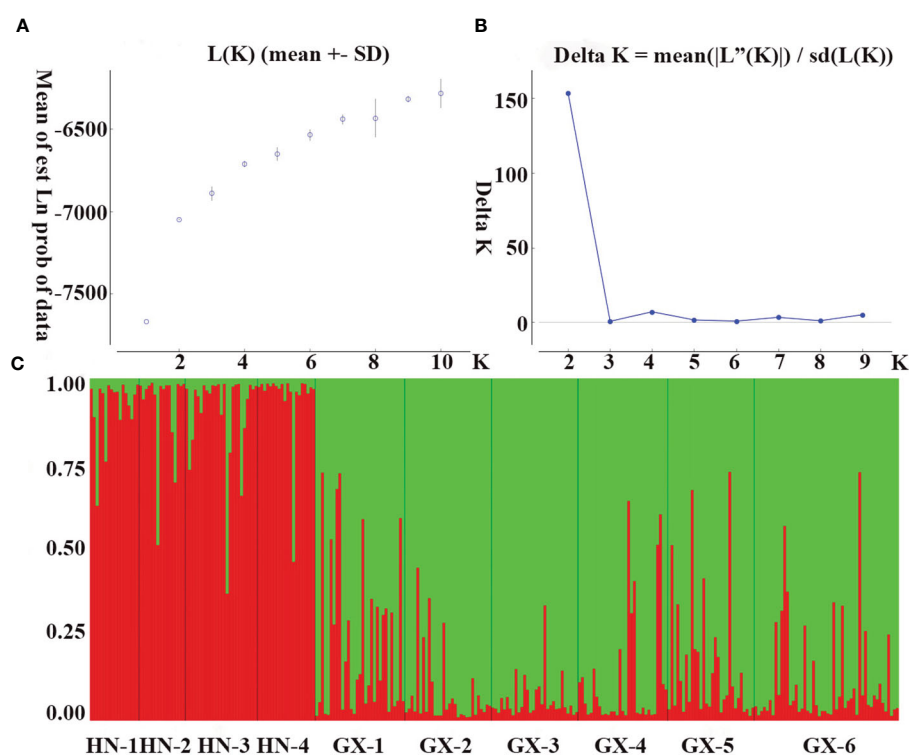 A
L(K) (mean +- SD)
Mean of est Ln prob of data
-6500
-7000
-7500
2 4 6 8 10 K
B
Delta K = mean(|L”(K)|) / sd(L(K))
Delta K
150
100
50
0
2 3 4 5 6 7 8 9 K
C
1.00
0.75
0.50
0.25
0.00
HN-1 HN-2 HN-3 HN-4 GX-1 GX-2 GX-3 GX-4 GX-5 GX-6